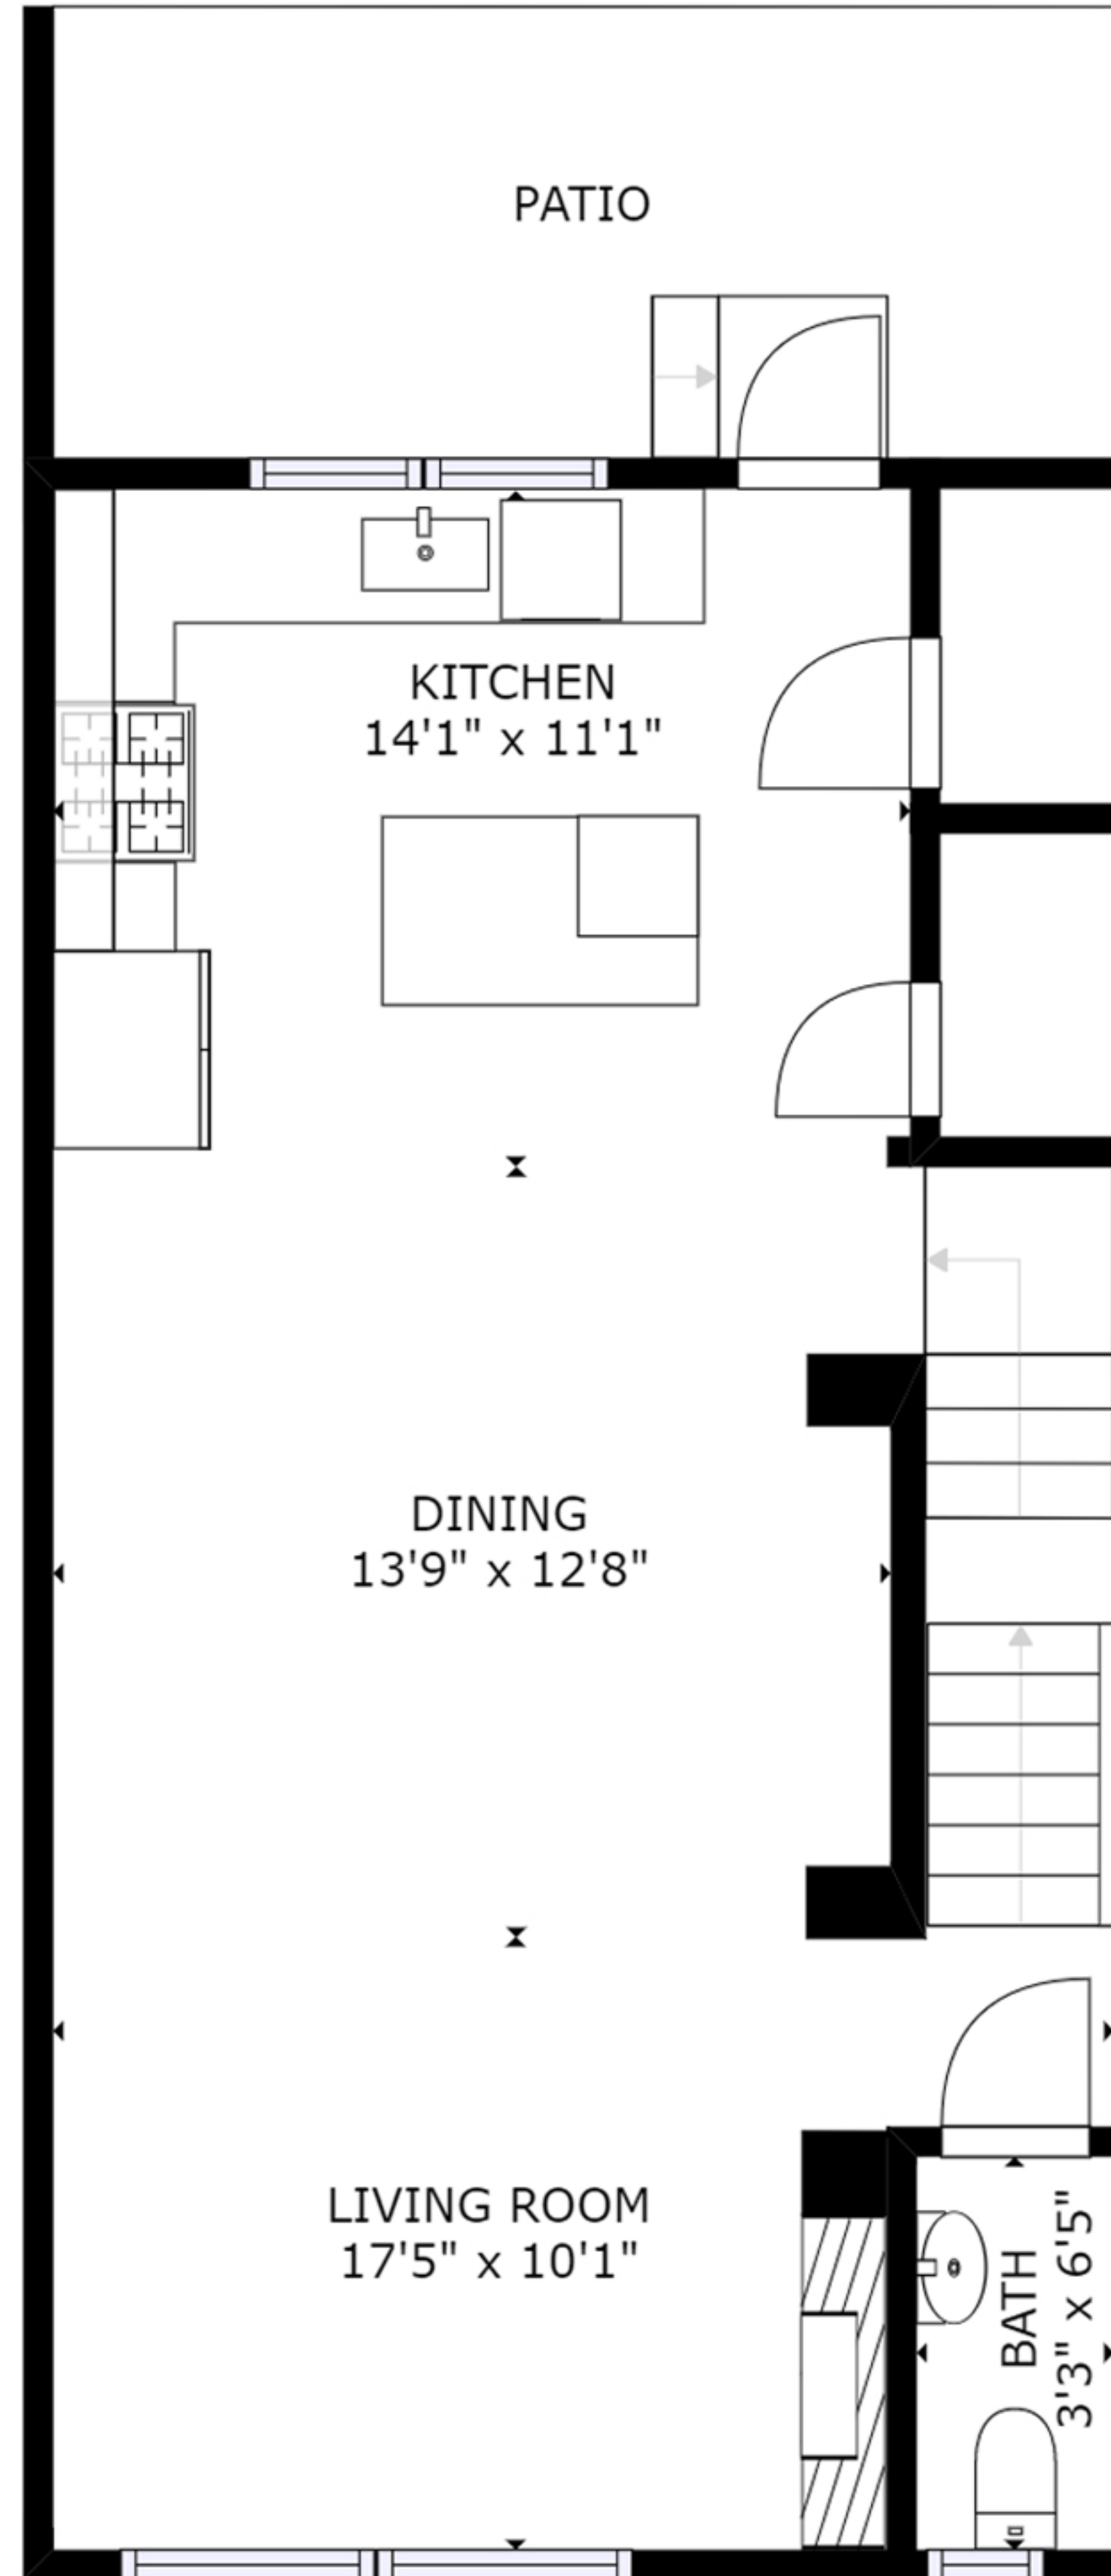 PATIO
KITCHEN
14'1" x 11'1"
DINING
13'9" x 12'8"
LIVING ROOM
17'5" x 10'1"
BATH
3'3" x 6'5"